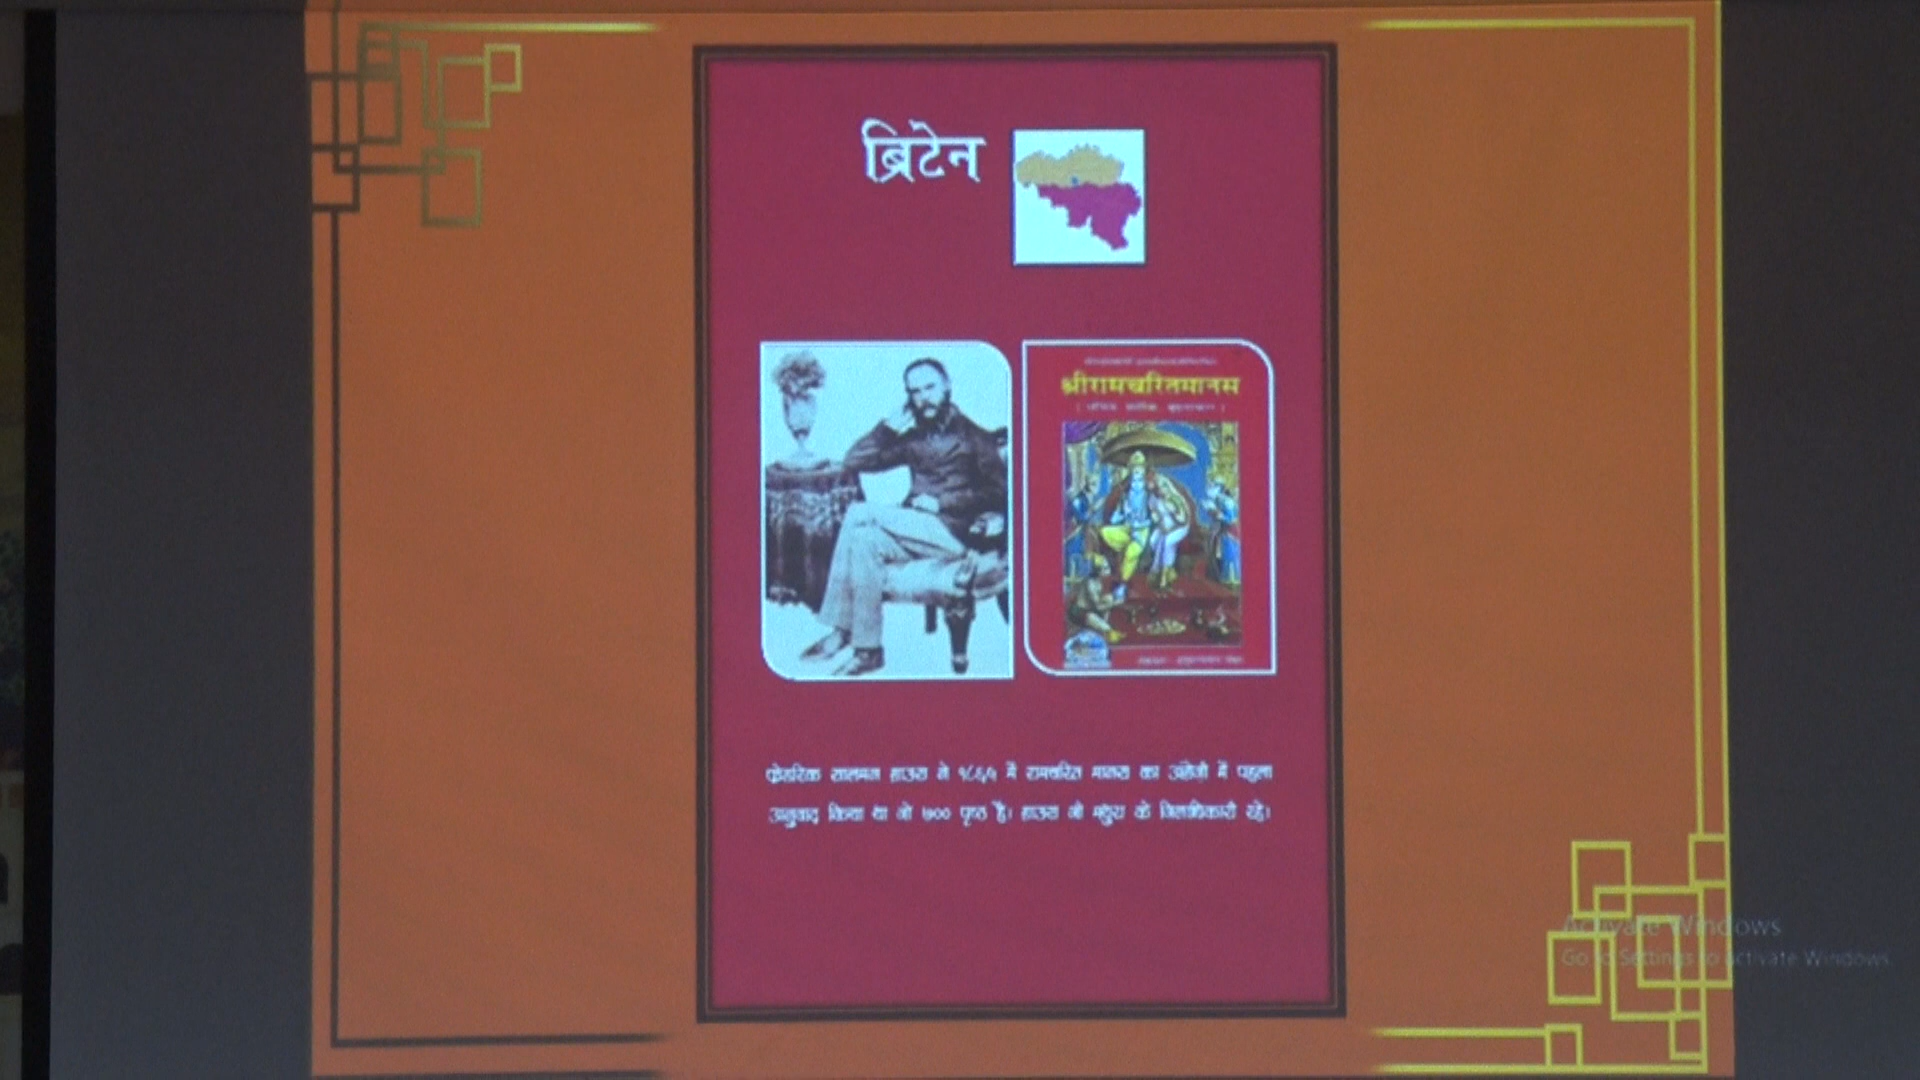 ब्रिटेन
श्रीरामचरितमानस
फ्रेडरिक सालमन ग्राउस ने में रामचरित मानस का अंग्रेजी में पहला
अनुवाद किया था जो ७०० पृष्ठ है। ग्राउस जी मथुरा के जिलाधिकारी रहे।
Activate Windows
Go to Settings to activate Windows.